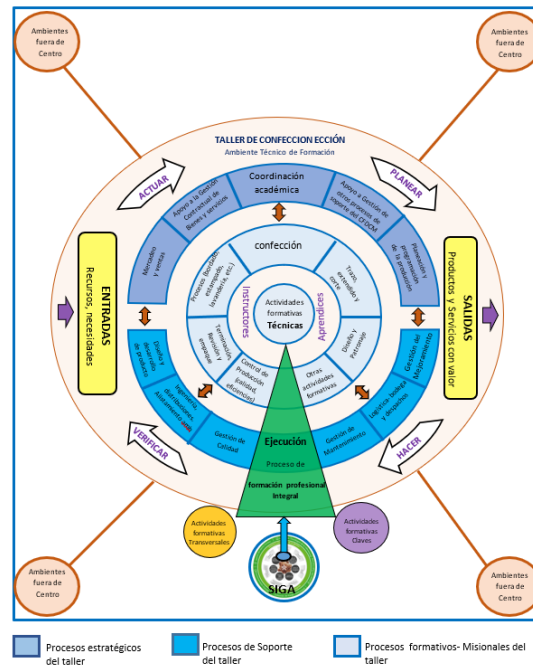 Ambientes
fuera de
Centro
Ambientes
fuera de
Centro
TALLER DE CONFECCION ECCIÓN
Ambiente Técnico de Formación
ACTUAR
PLANEAR
Coordinación
académica
Apoyo a la Gestión
Contractual de
Bienes y servicios
Apoyo a Gestión de
otros procesos de
soporte del CFDCM
Mercadeo
y ventas
Planeación y
programación
de la producción
confección
Procesos (Bordado,
estampado,
lavandería, etc.)
Trazo,
extendido y
corte
Instructores
Aprendices
Actividades
formativas
Técnicas
ENTRADAS
Recursos, necesidades
SALIDAS
Productos y Servicios con valor
Terminación,
Revisión y
empaque
Diseño y
Patronaje
Control de
Producción
(calidad,
eficiencias)
Otras
actividades
formativas
Diseño
desarrollo
de producto
Gestión de
Mejoramiento
Ingeniería,
distribuciones,
Alistamiento
Logística- bodega
y despachos
Gestión de
Calidad
Gestión de
Mantenimiento
VERIFICAR
HACER
Ejecución
Proceso de
formación profesional
Integral
Actividades
formativas
Transversales
Actividades
formativas
Claves
SIGA
Ambientes
fuera de
Centro
Ambientes
fuera de
Centro
Procesos estratégicos
del taller
Procesos de Soporte
del taller
Procesos formativos- Misionales del
taller